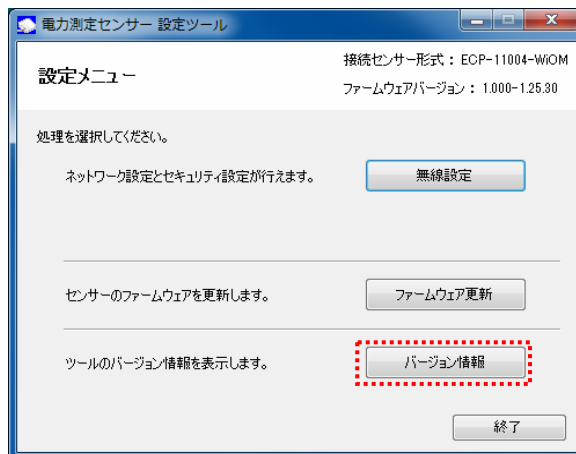 電力測定センサー 設定ツール
設定メニュー
接続センサー形式： ECP-11004-WiOM
ファームウェアバージョン： 1.000-1.25.30
処理を選択してください。
ネットワーク設定とセキュリティ設定が行えます。
無線設定
センサーのファームウェアを更新します。
ファームウェア更新
ツールのバージョン情報を表示します。
バージョン情報
終了